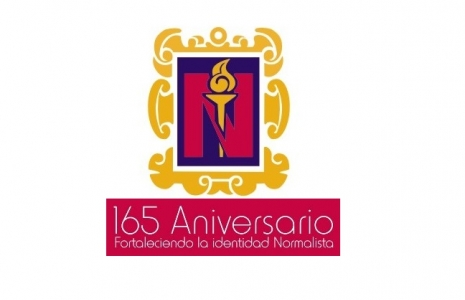 N
165 Aniversario
Fortaleciendo la identidad Normalista